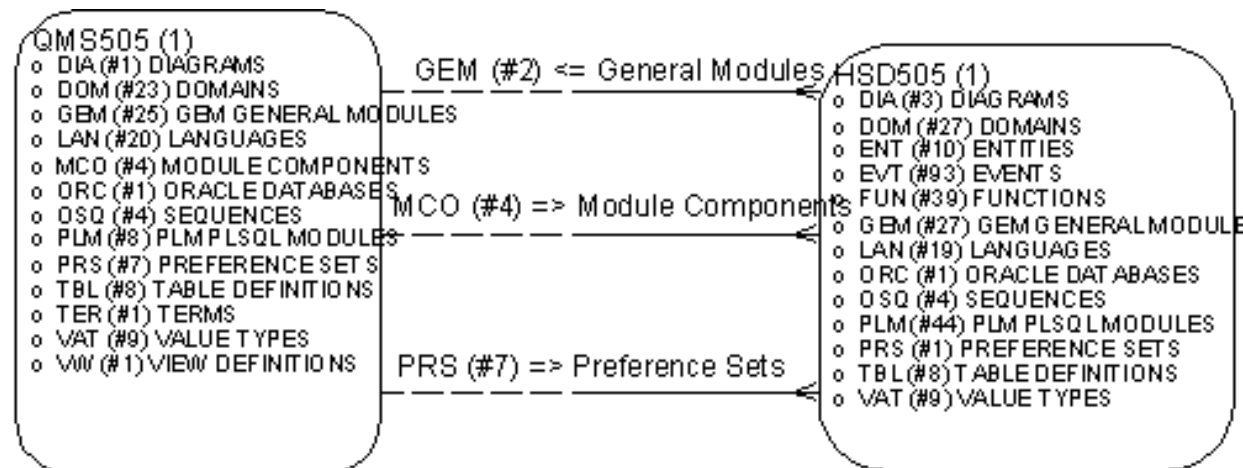 QMS505 (1)
o DIA (#1) DIAGRAMS
o DOM (#23) DOMAINS
o GEM (#25) GEM GENERAL MODULES
o LAN (#20) LANGUAGES
o MCO (#4) MODULE COMPONENTS
o ORC (#1) ORACLE DATABASES
o OSQ (#4) SEQUENCES
o PLM (#8) PLM PLSQL MODULES
o PRS (#7) PREFERENCE SETS
o TBL (#8) TABLE DEFINITIONS
o TER (#1) TERMS
o VAT (#9) VALUE TYPES
o VW (#1) VIEW DEFINITIONS
GEM (#2) <= General Modules
MCO (#4) => Module Components
PRS (#7) => Preference Sets
HSD505 (1)
o DIA (#3) DIAGRAMS
o DOM (#27) DOMAINS
o ENT (#10) ENTITIES
o EVT (#93) EVENTS
o FUN (#39) FUNCTIONS
o GEM (#27) GEM GENERAL MODULE
o LAN (#19) LANGUAGES
o ORC (#1) ORACLE DATABASES
o OSQ (#4) SEQUENCES
o PLM (#44) PLM PLSQL MODULES
o PRS (#1) PREFERENCE SETS
o TBL (#8) TABLE DEFINITIONS
o VAT (#9) VALUE TYPES